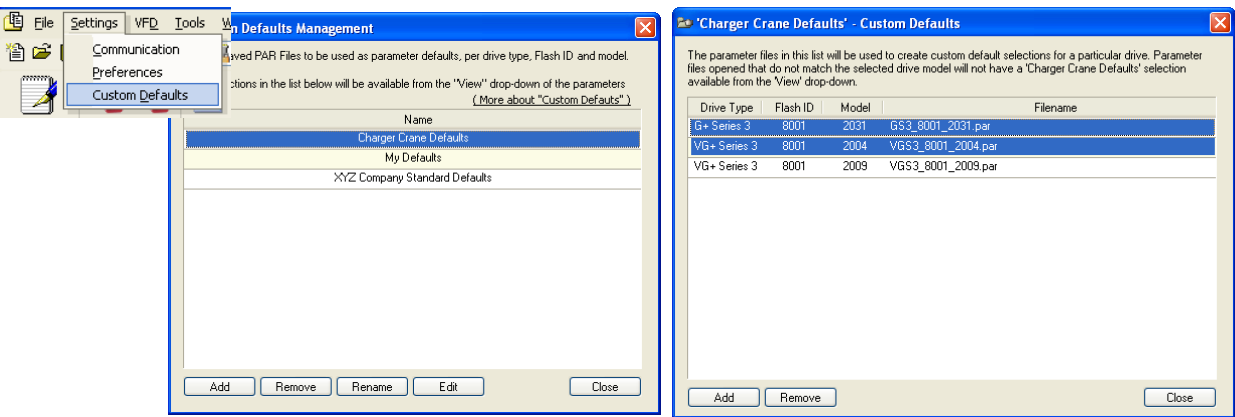 File Settings VFD Tools
Communication
Preferences
Custom Defaults
n Defaults Management
aved PAR Files to be used as parameter defaults, per drive type, Flash ID and model.
ctions in the list below will be available from the "View" drop-down of the parameters
( More about "Custom Defauts" )
Name
Charger Crane Defaults
My Defaults
XYZ Company Standard Defaults
Add Remove Rename Edit Close
'Charger Crane Defaults' - Custom Defaults
The parameter files in this list will be used to create custom default selections for a particular drive. Parameter
files opened that do not match the selected drive model will not have a 'Charger Crane Defaults' selection
available from the 'View' drop-down.
Drive Type Flash ID Model Filename
G+ Series 3 8001 2031 GS3_8001_2031.par
VG+ Series 3 8001 2004 VGS3_8001_2004.par
VG+ Series 3 8001 2009 VGS3_8001_2009.par
Add Remove Close